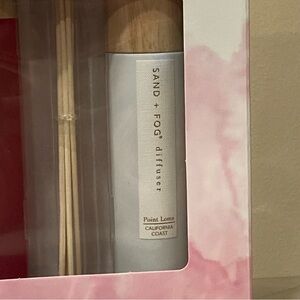 SAND + FOG® diffuser
Point Loma
CALIFORNIA
COAST